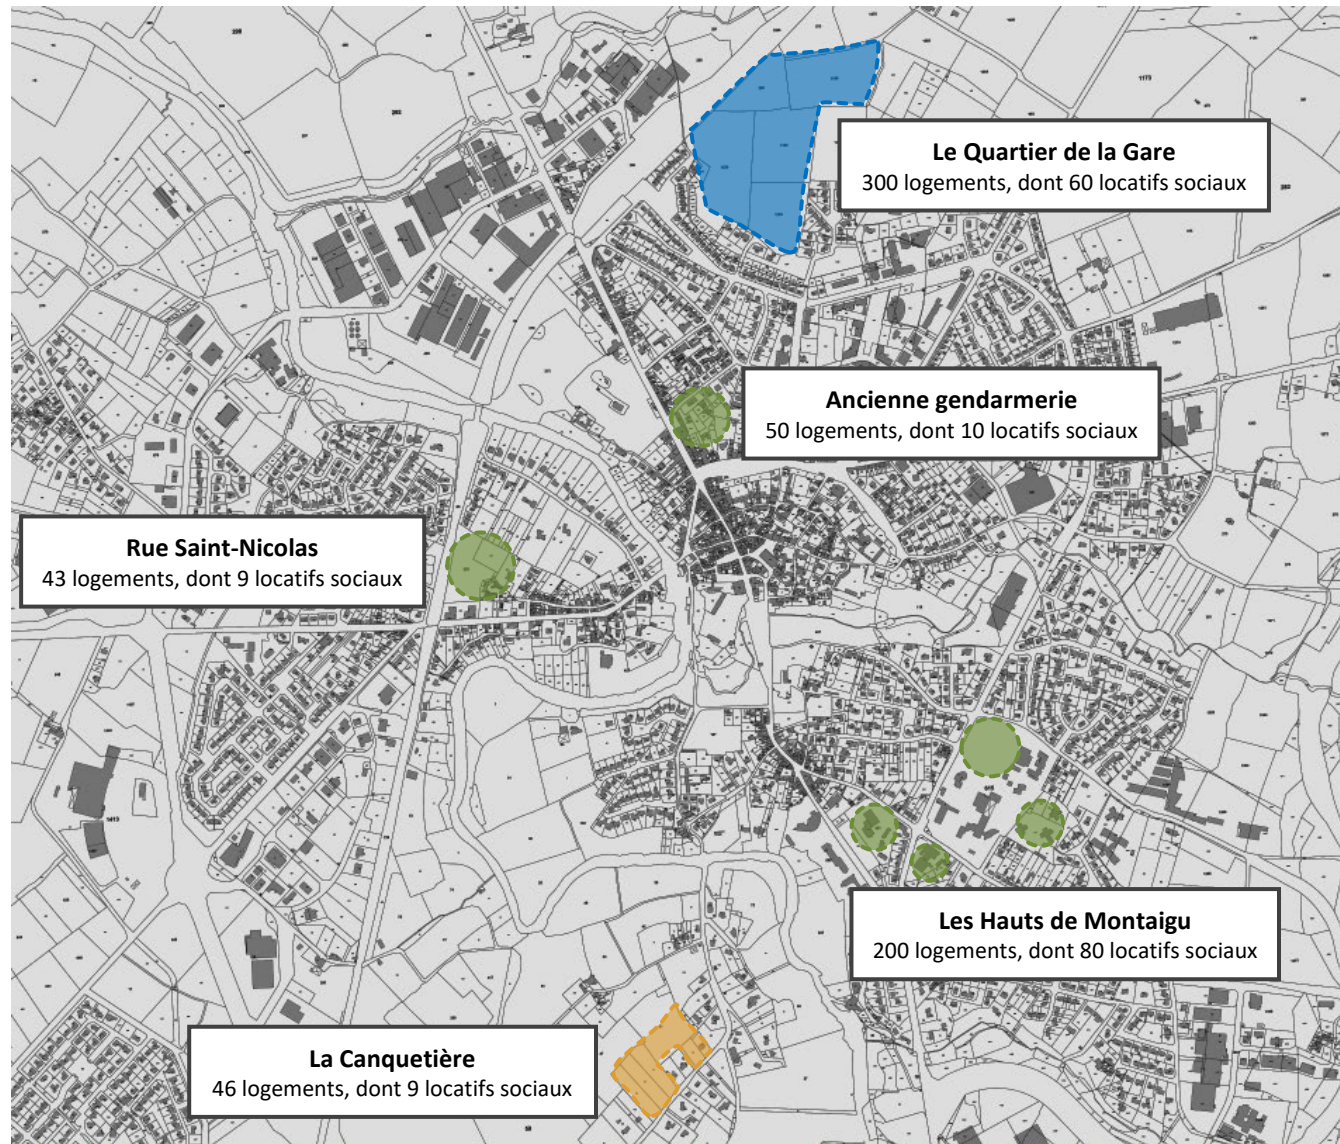 Le Quartier de la Gare
300 logements, dont 60 locatifs sociaux
Ancienne gendarmerie
50 logements, dont 10 locatifs sociaux
Rue Saint-Nicolas
43 logements, dont 9 locatifs sociaux
Les Hauts de Montaigu
200 logements, dont 80 locatifs sociaux
La Canquetière
46 logements, dont 9 locatifs sociaux